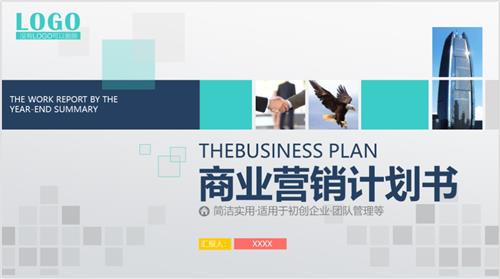 LOGO
没有LOGO可以删除
THE WORK REPORT BY THE
YEAR-END SUMMARY
THEBUSINESS PLAN
商业营销计划书
简洁实用·适用于初创企业·团队管理等
汇报人：
XXXX